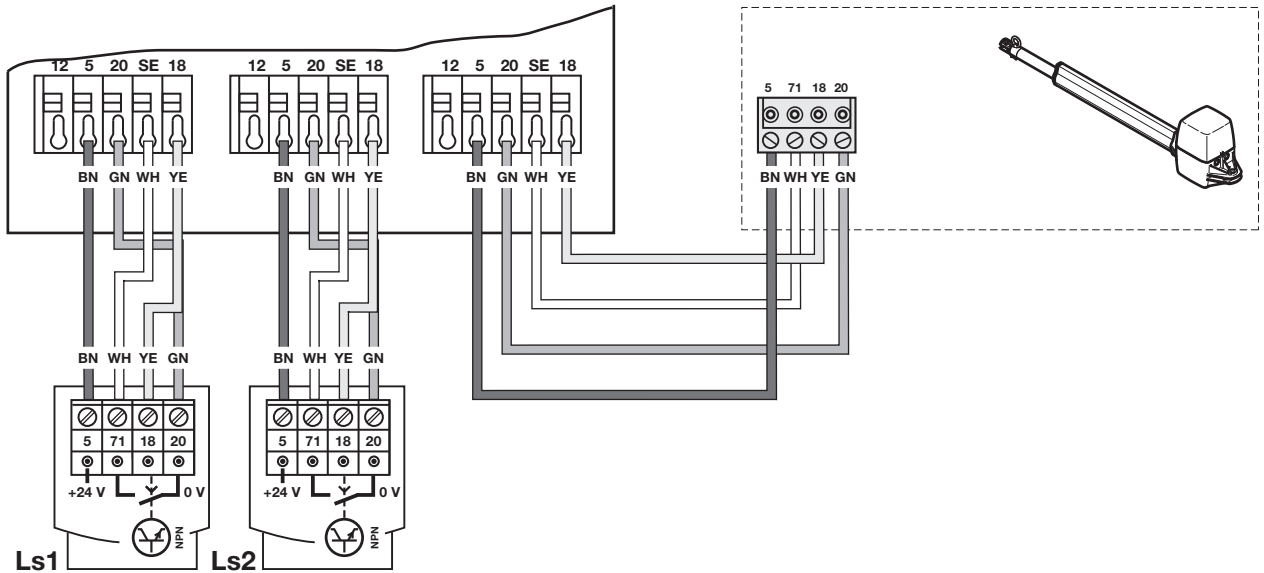 12 5 20 SE 18
12 5 20 SE 18
12 5 20 SE 18
5 71 18 20
BN GN WH YE
BN GN WH YE
BN GN WH YE
BN WH YE GN
BN WH YE GN
BN WH YE GN
5 71 18 20
5 71 18 20
+24 V 0 V
+24 V 0 V
NPN
NPN
Ls1
Ls2